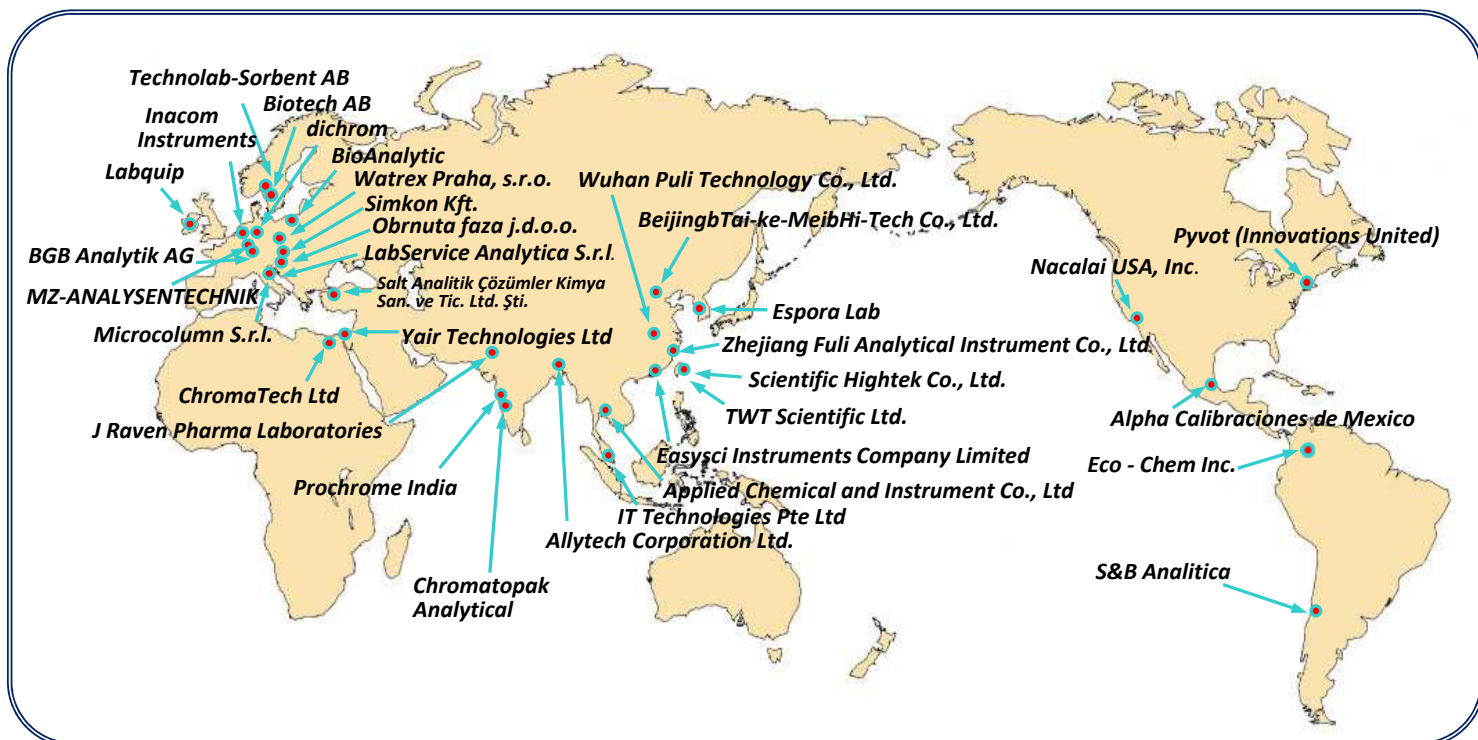 Technolab-Sorbent AB
Biotech AB
Inacom
Instruments
dichrom
BioAnalytic
Labquip
Watrex Praha, s.r.o.
Simkon Kft.
Obrnuta faza j.d.o.o.
BGB Analytik AG
LabService Analytica S.r.l.
MZ-ANALYSENTECHNIK
Salt Analitik Çözümler Kimya
San. ve Tic. Ltd. Şti.
Microcolumn S.r.l.
Yair Technologies Ltd
ChromaTech Ltd
J Raven Pharma Laboratories
Prochrome India
Chromatopak
Analytical
Wuhan Puli Technology Co., Ltd.
BeijingbTai-ke-MeibHi-Tech Co., Ltd.
Espora Lab
Zhejiang Fuli Analytical Instrument Co., Ltd
Scientific Hightek Co., Ltd.
TWT Scientific Ltd.
Easysci Instruments Company Limited
Applied Chemical and Instrument Co., Ltd
IT Technologies Pte Ltd
Allytech Corporation Ltd.
Pyvot (Innovations United)
Nacalai USA, Inc.
Alpha Calibraciones de Mexico
Eco - Chem Inc.
S&B Analitica